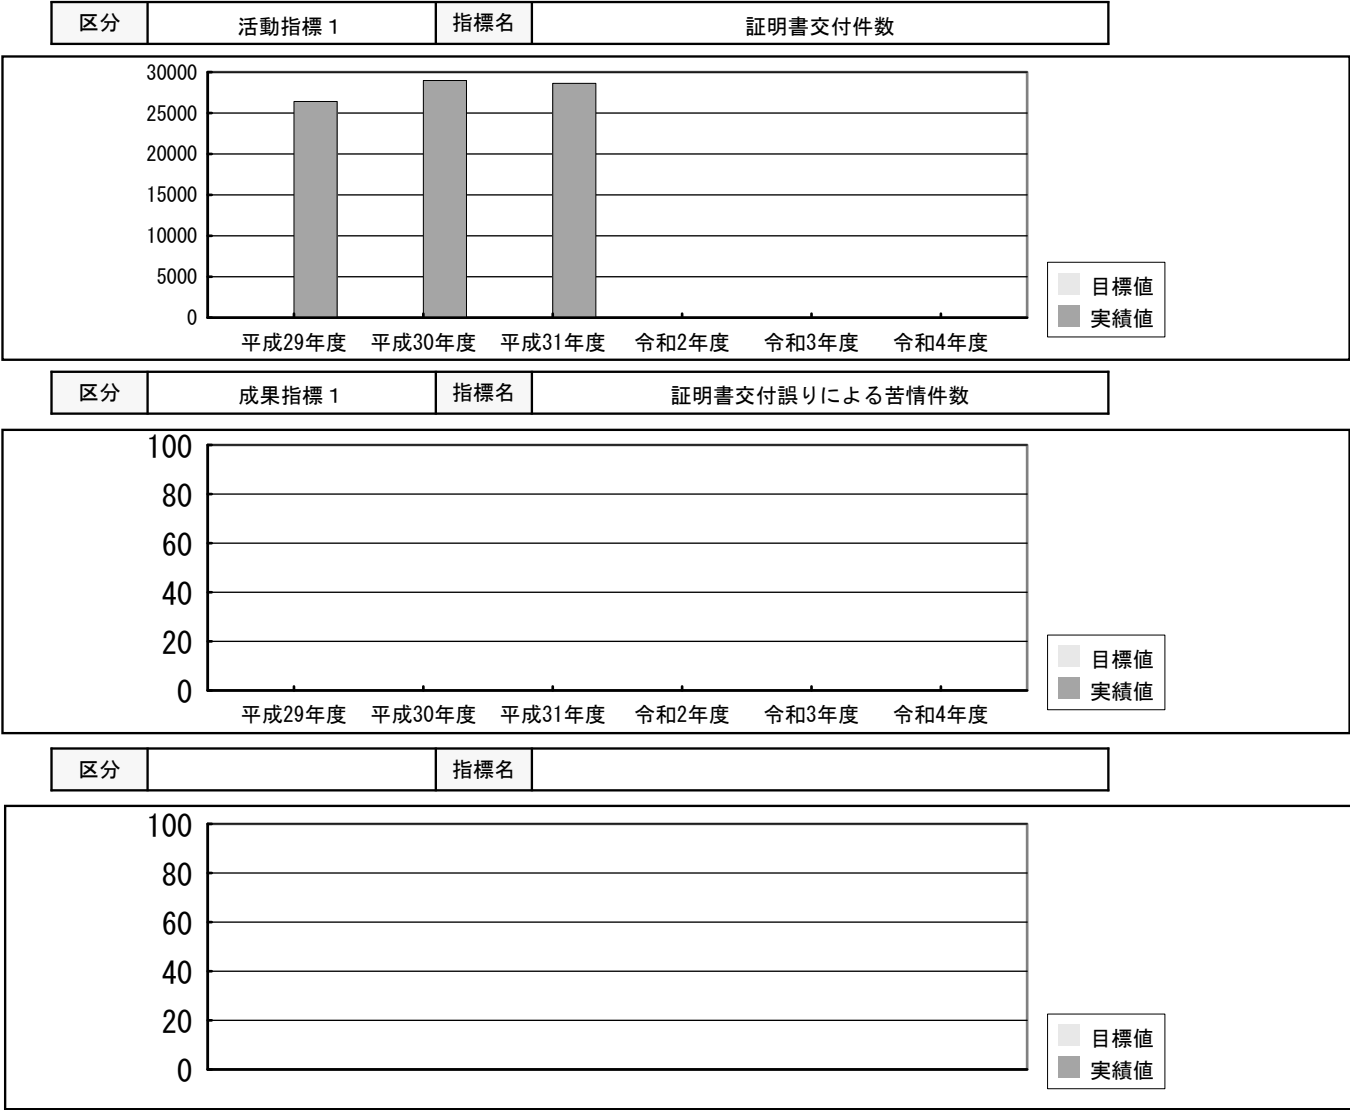 区分 活動指標１ 指標名 証明書交付件数
30000
25000
20000
15000
10000
5000
0
平成29年度 平成30年度 平成31年度 令和2年度 令和3年度 令和4年度
目標値
実績値
区分 成果指標１ 指標名 証明書交付誤りによる苦情件数
100
80
60
40
20
0
平成29年度 平成30年度 平成31年度 令和2年度 令和3年度 令和4年度
目標値
実績値
区分 指標名
100
80
60
40
20
0
目標値
実績値